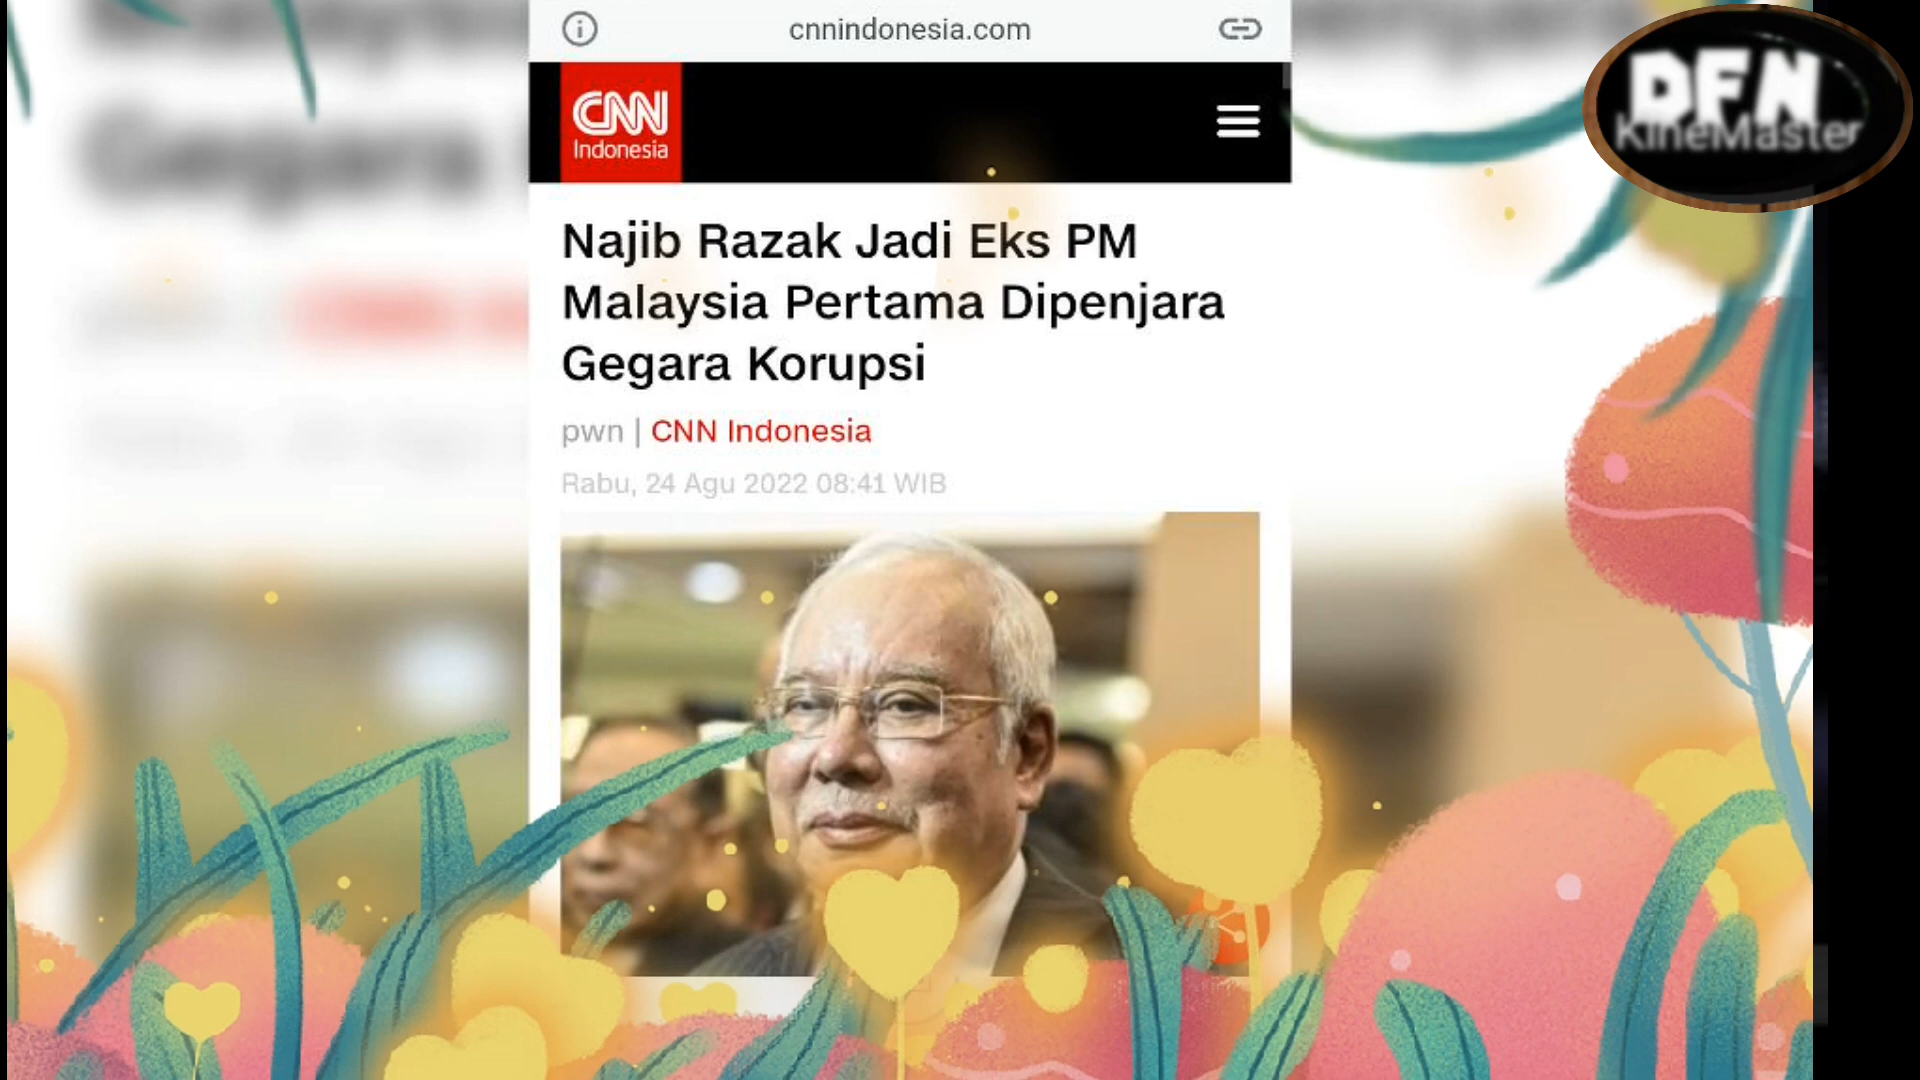 cnnindonesia.com
CNN
Indonesia
Najib Razak Jadi Eks PM
Malaysia Pertama Dipenjara
Gegara Korupsi
pwn | CNN Indonesia
Rabu, 24 Agu 2022 08:41 WIB
DFN
KineMaster